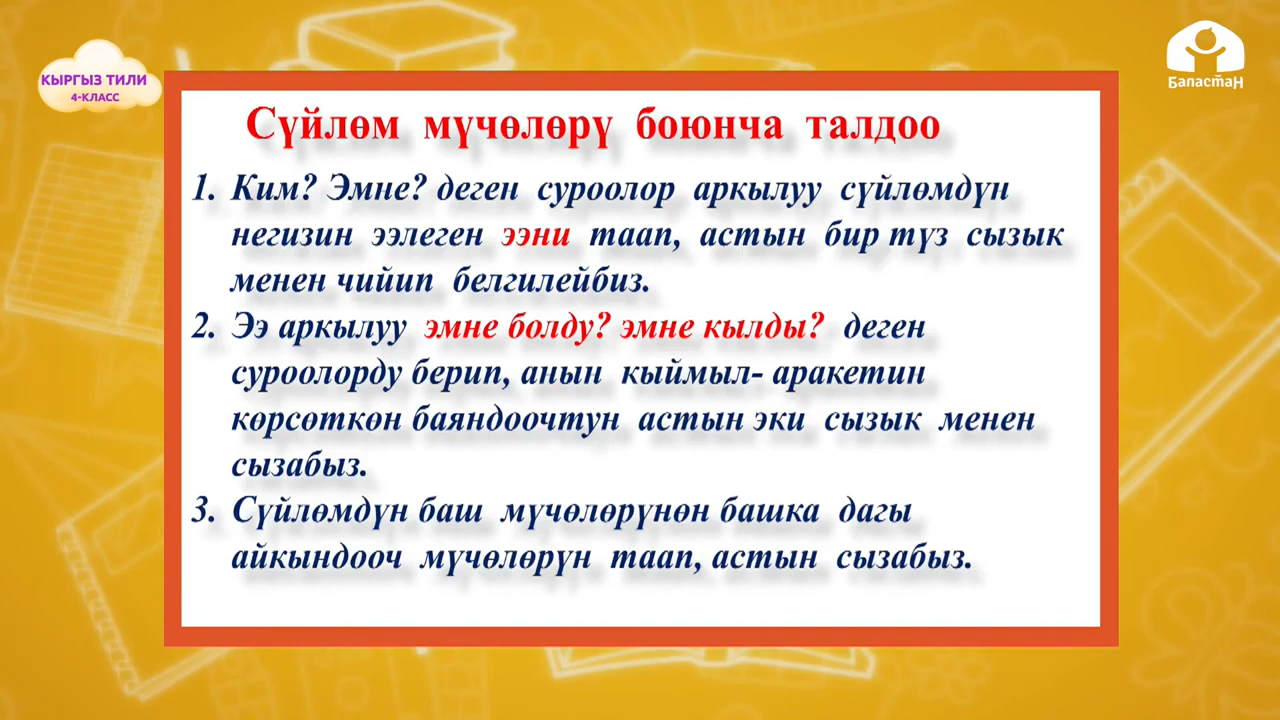 КЫРГЫЗ ТИЛИ
4-КЛАСС
Баластан
Сүйлөм мүчөлөрү боюнча талдоо
1. Ким? Эмне? деген суроолор аркылуу сүйлөмдүн
негизин ээлеген ээни таап, астын бир түз сызык
менен чийип белгилейбиз.
2. Ээ аркылуу эмне болду? эмне кылды? деген
суроолорду берип, анын кыймыл- аракетин
көрсөткөн баяндоочтун астын эки сызык менен
сызабыз.
3. Сүйлөмдүн баш мүчөлөрүнөн башка дагы
айкындооч мүчөлөрүн таап, астын сызабыз.